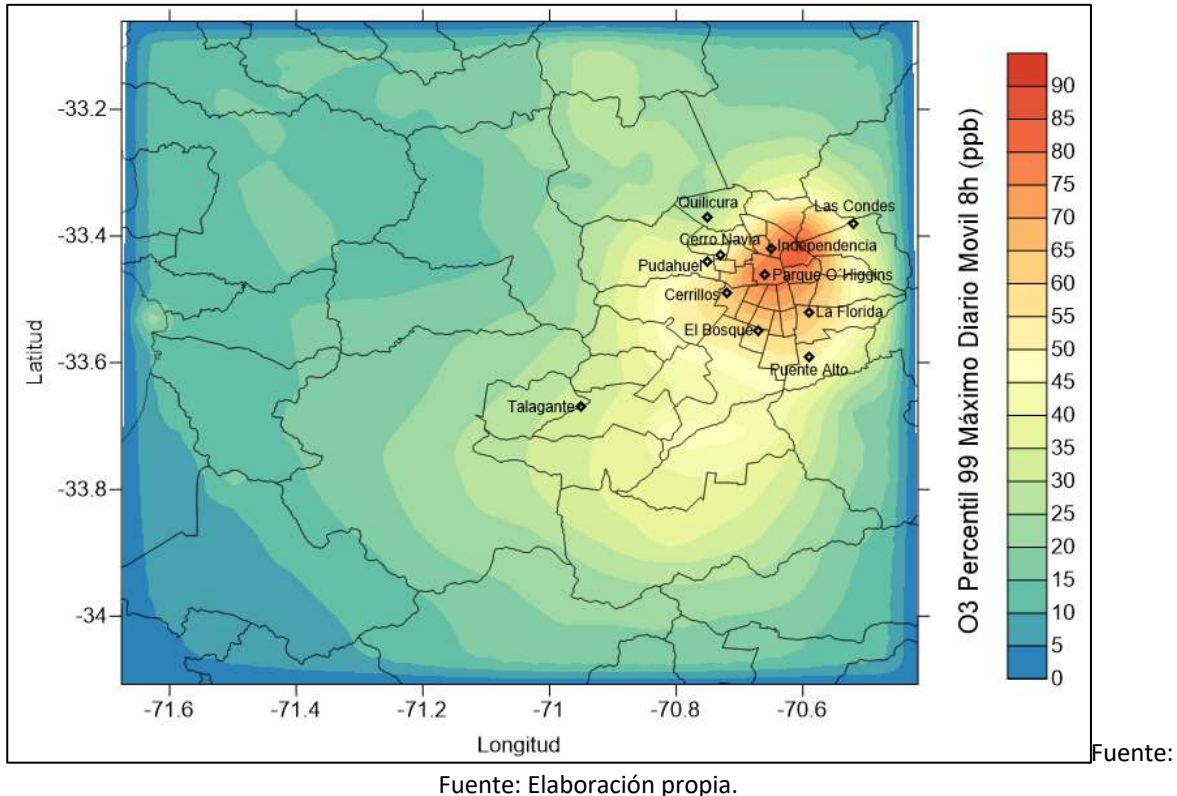 -33.2
-33.4
-33.6
-33.8
-34
Latitud
-71.6
-71.4
-71.2
-71
-70.8
-70.6
Longitud
Quilicura
Las Condes
Cerro Navia
Independencia
Pudahuel
Parque O´Higgins
Cerrillos
La Florida
El Bosque
Puente Alto
Talagante
O3 Percentil 99 Máximo Diario Movil 8h (ppb)
90
85
80
75
70
65
60
55
50
45
40
35
30
25
20
15
10
5
0
Fuente:
Fuente: Elaboración propia.